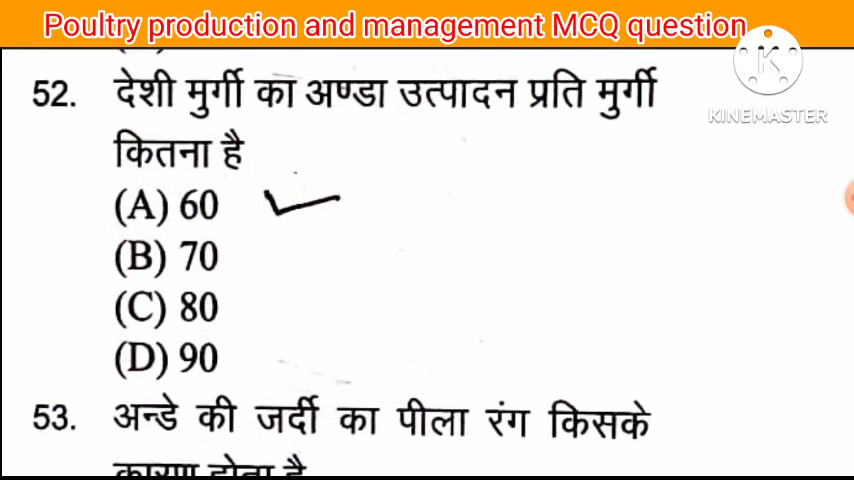 Poultry production and management MCQ question
K
KINEMASTER
52. देशी मुर्गी का अण्डा उत्पादन प्रति मुर्गी
कितना है
(A) 60
(B) 70
(C) 80
(D) 90
53. अन्डे की जर्दी का पीला रंग किसके
कारण होता है